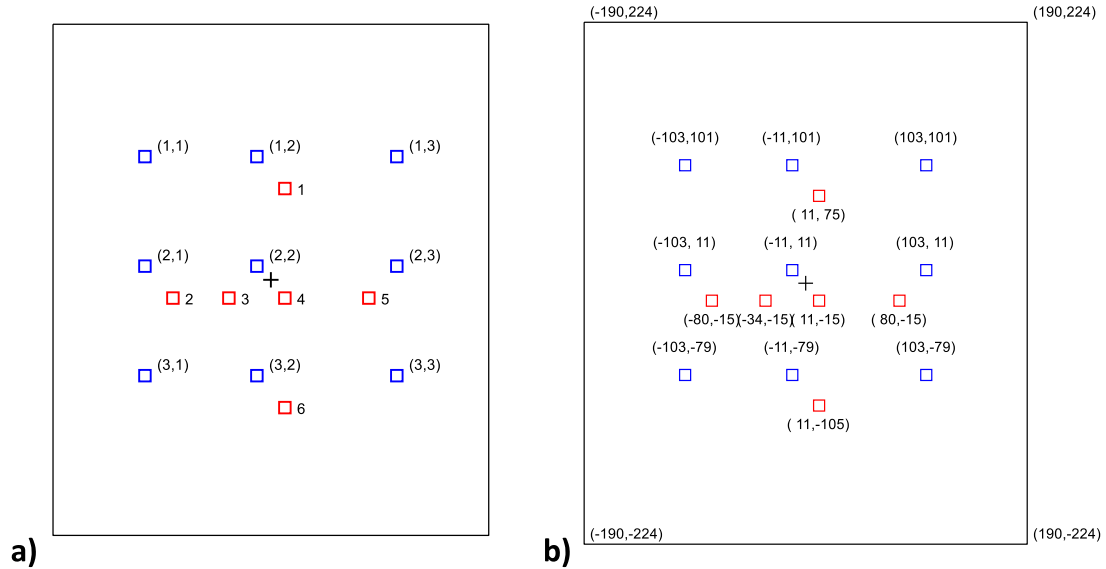 (1,1) (1,2) (1,3)
1
(2,1) (2,2) (2,3)
2 3 4 5
(3,1) (3,2) (3,3)
6
a)
(-190,224) (190,224)
(-103,101) (-11,101) (103,101)
( 11, 75)
(-103, 11) (-11, 11) (103, 11)
(-80,-15) (-34,-15) ( 11,-15) ( 80,-15)
(-103,-79) (-11,-79) (103,-79)
( 11,-105)
(-190,-224) (190,-224)
b)